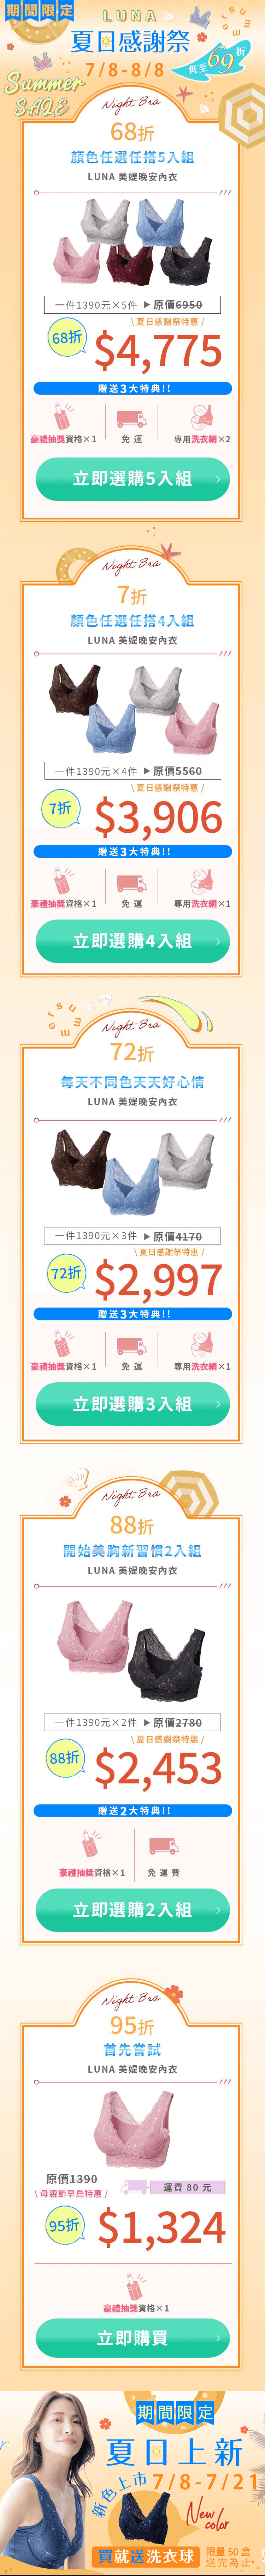 期間限定
LUNA
summer
夏日感謝祭
7/8-8/8
低至69折
Summer
SALE
Night Bra
68折
顏色任選任搭5入組
LUNA 美媞晚安內衣
一件1390元×5件 ▶ 原價6950
\ 夏日感謝祭特惠 /
68折
$4,775
贈送3大特典!!
豪禮抽獎資格×1
免 運
專用洗衣網×2
立即選購5入組
Night Bra
7折
顏色任選任搭4入組
LUNA 美媞晚安內衣
一件1390元×4件 ▶ 原價5560
\ 夏日感謝祭特惠 /
7折
$3,906
贈送3大特典!!
豪禮抽獎資格×1
免 運
專用洗衣網×1
立即選購4入組
summer
Night Bra
72折
每天不同色天天好心情
LUNA 美媞晚安內衣
一件1390元×3件 ▶ 原價4170
\ 夏日感謝祭特惠 /
72折
$2,997
贈送3大特典!!
豪禮抽獎資格×1
免 運
專用洗衣網×1
立即選購3入組
Night Bra
88折
開始美胸新習慣2入組
LUNA 美媞晚安內衣
一件1390元×2件 ▶ 原價2780
\ 夏日感謝祭特惠 /
88折
$2,453
贈送2大特典!!
豪禮抽獎資格×1
免 運 費
立即選購2入組
Night Bra
95折
首先嘗試
LUNA 美媞晚安內衣
原價1390
\ 母親節早鳥特惠 /
運費 80 元
95折
$1,324
豪禮抽獎資格×1
立即購買
期間限定
夏日上新
新色上市
7/8-7/21
New color
買就送洗衣球
限量50盒
送完為止